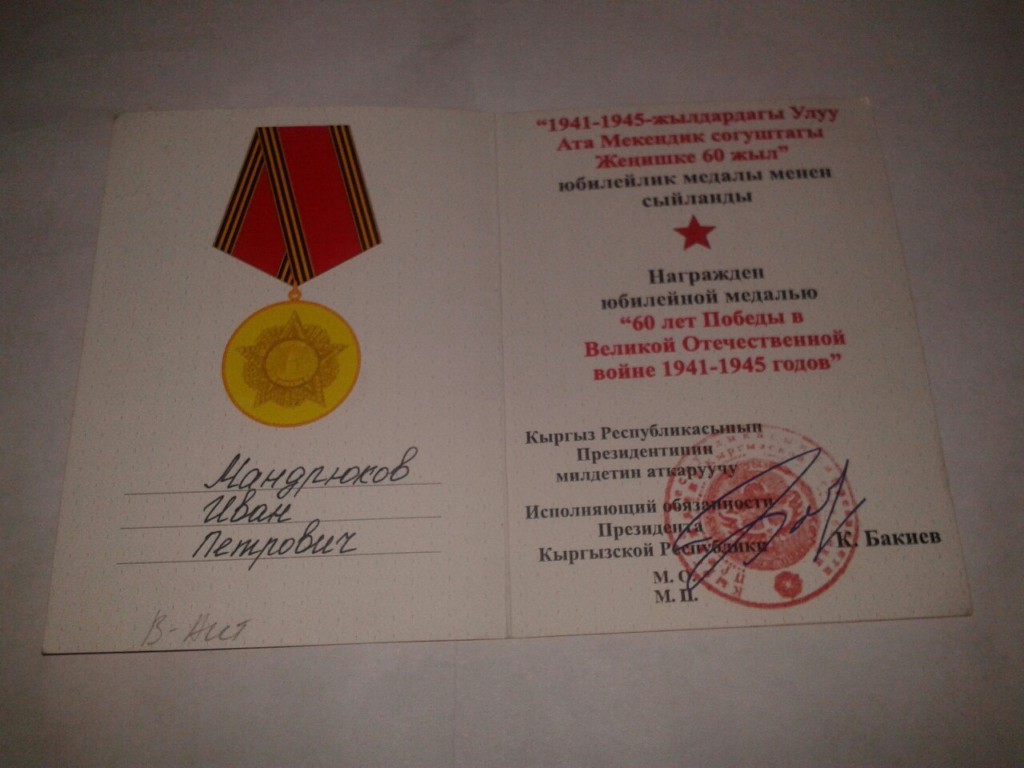 Мандрюков
Иван
Петрович
В-Аит
“1941-1945-жылдардагы Улуу
Ата Мекендик согуштагы
Жеңишке 60 жыл”
юбилейлик медалы менен
сыйланды
Награжден
юбилейной медалью
“60 лет Победы в
Великой Отечественной
войне 1941-1945 годов”
Кыргыз Республикасынын
Президентинин
милдетин аткаруучу
Исполняющий обязанности
Президента
Кыргызской Республики
К. Бакиев
М. О.
М. П.